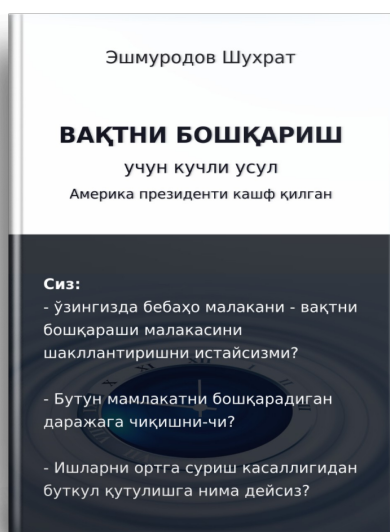 Эшмуродов Шухрат
ВАҚТНИ БОШҚАРИШ
учун кучли усул
Америка президенти кашф қилган
Сиз:
- ўзингизда бебаҳо малакани - вақтни
бошқараши малакасини
шакллантиришни истайсизми?
- Бутун мамлакатни бошқарадиган
даражага чиқишни-чи?
- Ишларни ортга суриш касаллигидан
буткул қутулишга нима дейсиз?